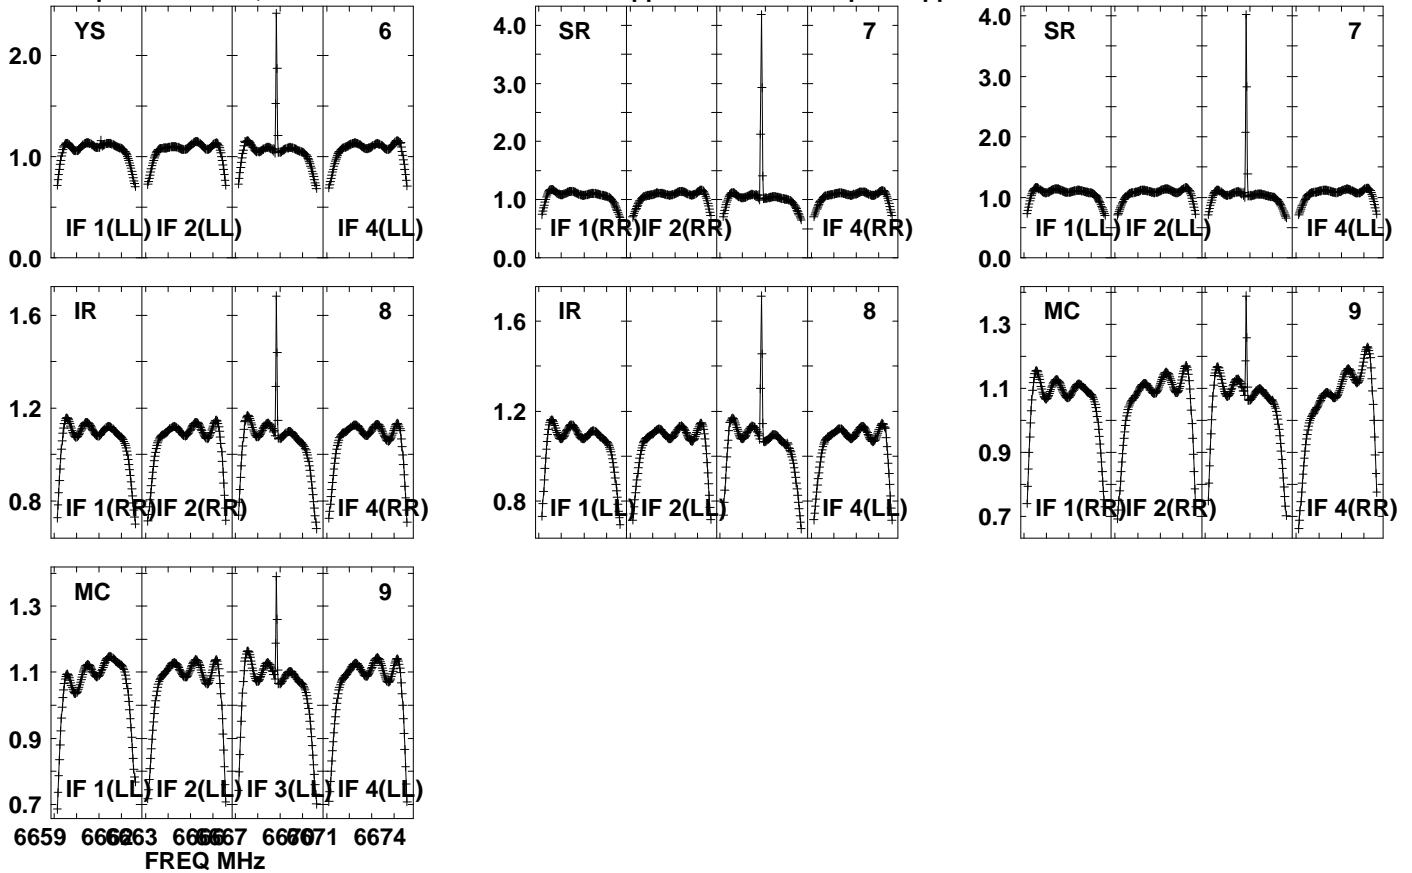 YS 6
2.0
1.0
0.0
IF 1(LL) IF 2(LL) IF 4(LL)
SR 7
4.0
3.0
2.0
1.0
0.0
IF 1(RR) IF 2(RR) IF 4(RR)
SR 7
4.0
3.0
2.0
1.0
0.0
IF 1(LL) IF 2(LL) IF 4(LL)
IR 8
1.6
1.2
0.8
IF 1(RR) IF 2(RR) IF 4(RR)
IR 8
1.6
1.2
0.8
IF 1(LL) IF 2(LL) IF 4(LL)
MC 9
1.3
1.1
0.9
0.7
IF 1(RR) IF 2(RR) IF 4(RR)
MC 9
1.3
1.1
0.9
0.7
IF 1(LL) IF 2(LL) IF 3(LL) IF 4(LL)
6659 6674
FREQ MHz